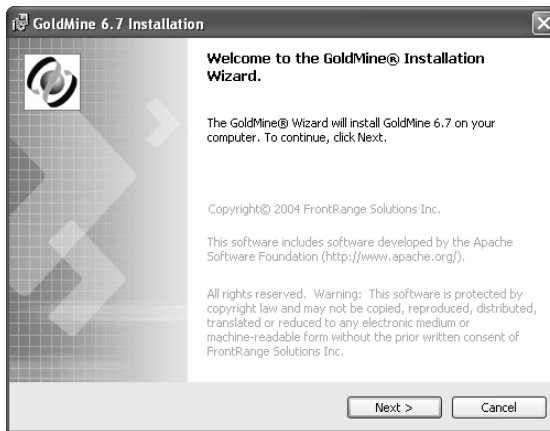 GoldMine 6.7 Installation
Welcome to the GoldMine® Installation
Wizard.
The GoldMine® Wizard will install GoldMine 6.7 on your
computer. To continue, click Next.
Copyright© 2004 FrontRange Solutions Inc.
This software includes software developed by the Apache
Software Foundation (http://www.apache.org/).
All rights reserved. Warning: This software is protected by
copyright law and may not be copied, reproduced, distributed,
translated or reduced to any electronic medium or
machine-readable form without the prior written consent of
FrontRange Solutions Inc.
Next >
Cancel